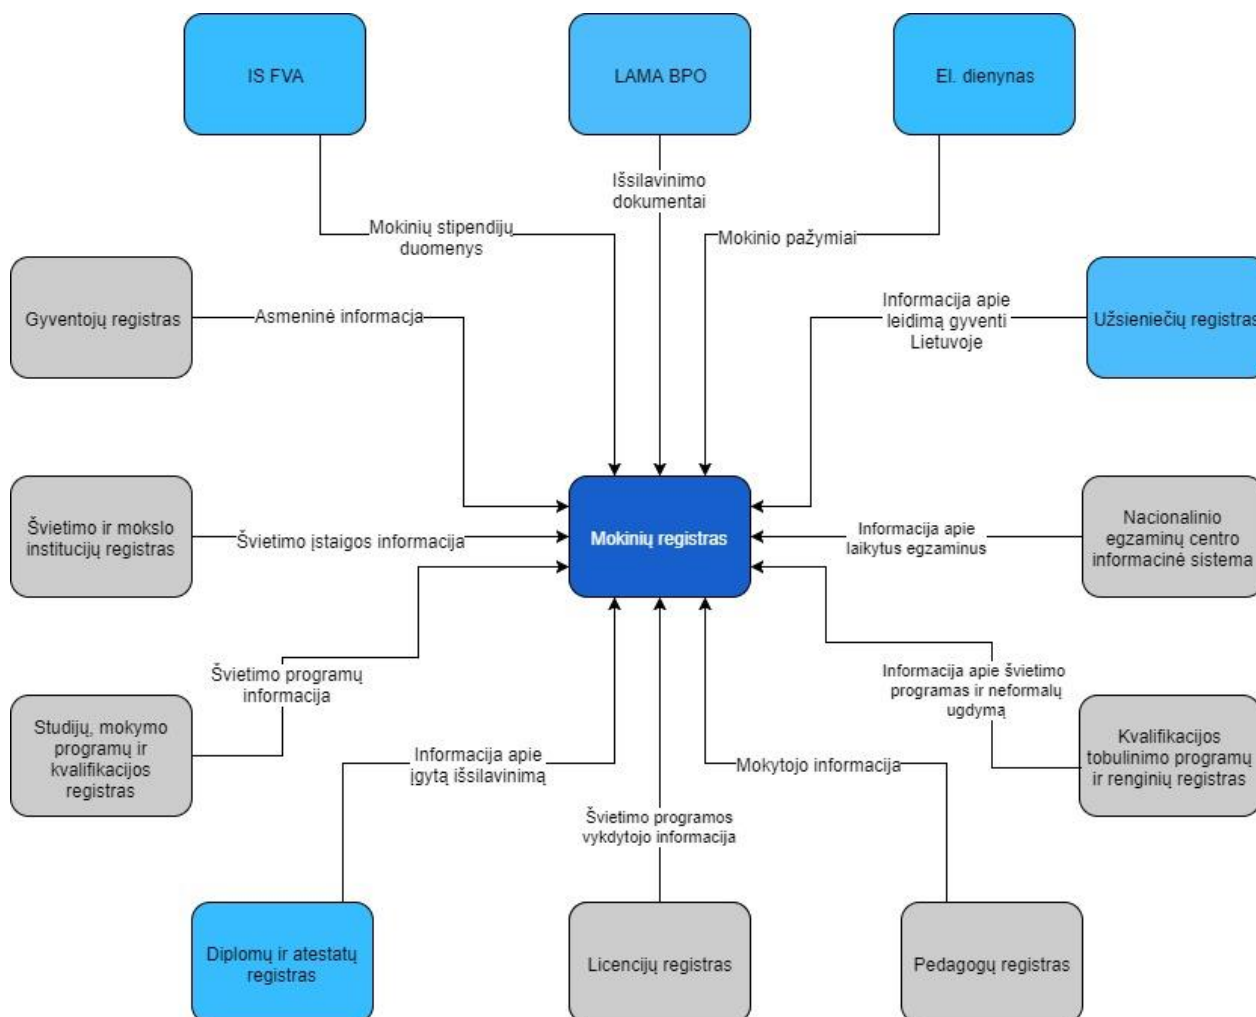 IS FVA
LAMA BPO
El. dienynas
Išsilavinimo
dokumentai
Mokinių stipendijų
duomenys
Mokinio pažymiai
Gyventojų registras
Asmeninė informacja
Informacija apie
leidimą gyventi
Lietuvoje
Užsieniečių registras
Švietimo ir mokslo
institucijų registras
Švietimo įstaigos informacija
Mokinių registras
Informacija apie
laikytus egzaminus
Nacionalinio
egzaminų centro
informacinė sistema
Švietimo programų
informacija
Informacija apie švietimo
programas ir neformalų
ugdymą
Studijų, mokymo
programų ir
kvalifikacijos
registras
Informacija apie
įgytą išsilavinimą
Mokytojo informacija
Kvalifikacijos
tobulinimo programų
ir renginių registras
Švietimo programos
vykdytojo informacija
Diplomų ir atestatų
registras
Licencijų registras
Pedagogų registras